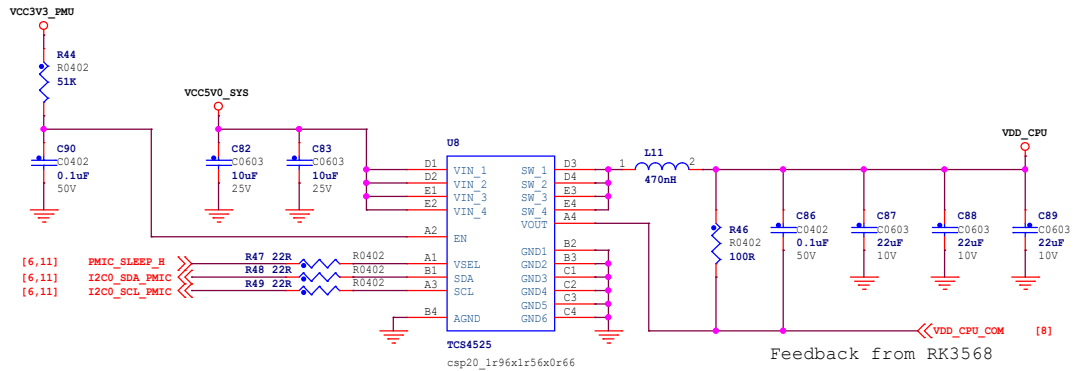 VCC3V3_PMU
R44
R0402
51K
C90
C0402
0.1uF
50V
VCC5V0_SYS
C82
C0603
10uF
25V
C83
C0603
10uF
25V
U8
D1 VIN_1
D2 VIN_2
E1 VIN_3
E2 VIN_4
A2 EN
A1 VSEL
B1 SDA
A3 SCL
B4 AGND
SW_1 D3
SW_2 D4
SW_3 E3
SW_4 E4
VOUT A4
GND1 B2
GND2 B3
GND3 C1
GND4 C2
GND5 C3
GND6 C4
TCS4525
csp20_1r96x1r56x0r66
[6,11] PMIC_SLEEP_H R47 22R R0402
[6,11] I2C0_SDA_PMIC R48 22R
[6,11] I2C0_SCL_PMIC R49 22R R0402
1 L11 2
470nH
R46
R0402
100R
C86
C0402
0.1uF
50V
C87
C0603
22uF
10V
C88
C0603
22uF
10V
VDD_CPU
C89
C0603
22uF
10V
VDD_CPU_COM [8]
Feedback from RK3568